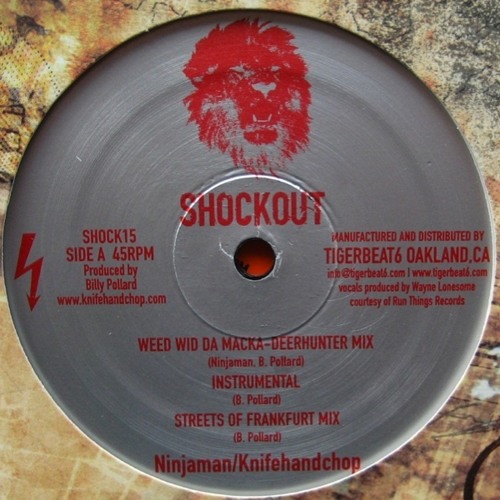 SHOCKOUT
SHOCK15
SIDE A 45RPM
Produced by
Billy Pollard
www.knifehandchop.com
MANUFACTURED AND DISTRIBUTED BY
TIGERBEAT6 OAKLAND,CA
info@tigerbeat6.com | www.tigerbeat6.com
vocals produced by Wayne Lonesome
courtesy of Run Things Records
WEED WID DA MACKA-DEERHUNTER MIX
(Ninjaman, B. Pollard)
INSTRUMENTAL
(B. Pollard)
STREETS OF FRANKFURT MIX
(B. Pollard)
Ninjaman/Knifehandchop